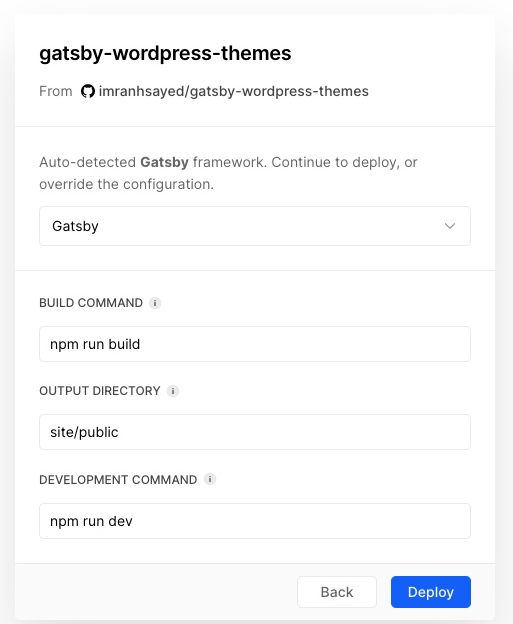 gatsby-wordpress-themes
From imranhsayed/gatsby-wordpress-themes
Auto-detected Gatsby framework. Continue to deploy, or
override the configuration.
Gatsby
BUILD COMMAND i
npm run build
OUTPUT DIRECTORY i
site/public
DEVELOPMENT COMMAND i
npm run dev
Back Deploy